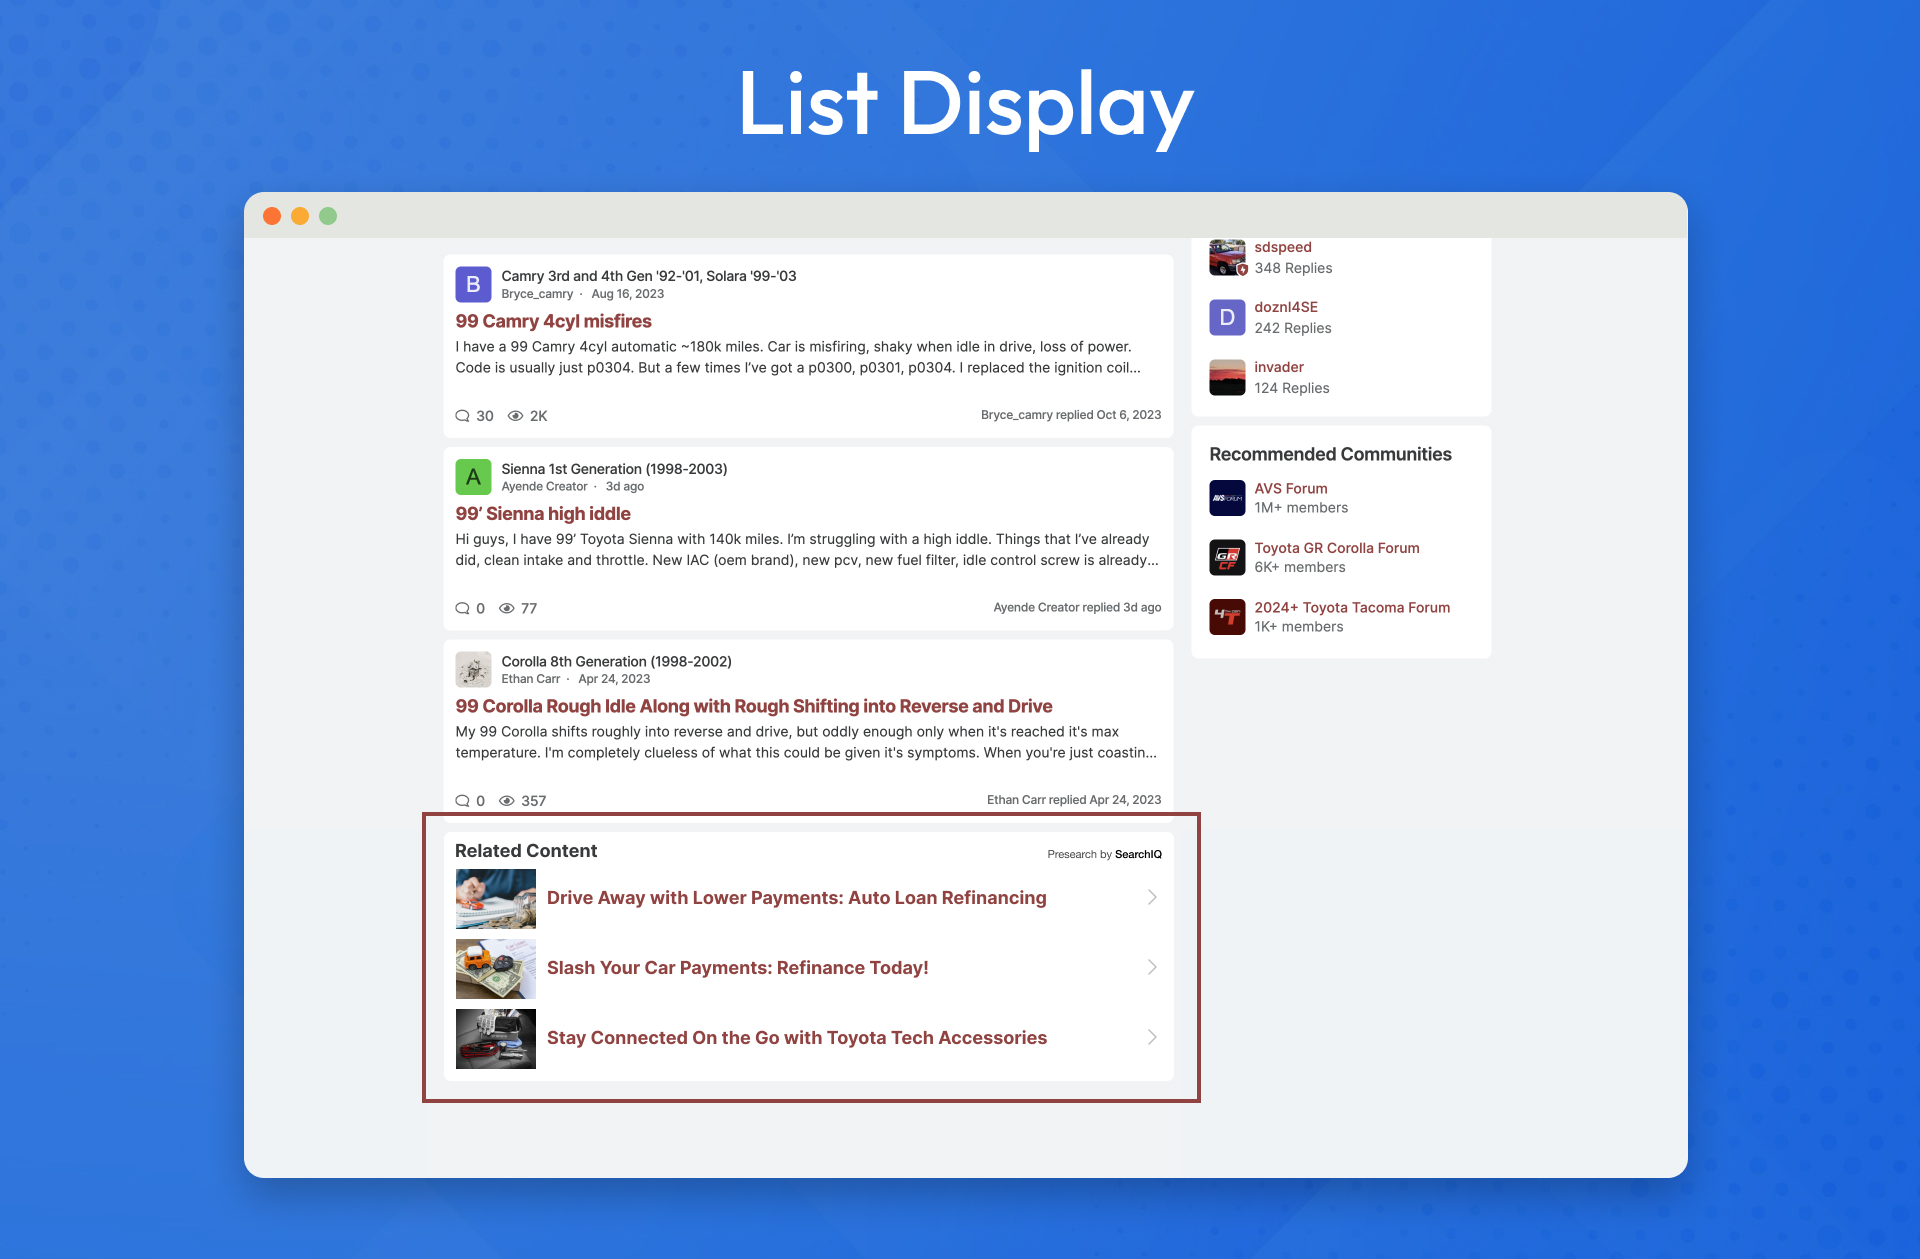 List Display
B
Camry 3rd and 4th Gen '92-'01, Solara '99-'03
Bryce_camry · Aug 16, 2023
99 Camry 4cyl misfires
I have a 99 Camry 4cyl automatic ~180k miles. Car is misfiring, shaky when idle in drive, loss of power.
Code is usually just p0304. But a few times I've got a p0300, p0301, p0304. I replaced the ignition coil...
30 2K
Bryce_camry replied Oct 6, 2023
A
Sienna 1st Generation (1998-2003)
Ayende Creator · 3d ago
99' Sienna high iddle
Hi guys, I have 99' Toyota Sienna with 140k miles. I'm struggling with a high iddle. Things that I've already
did, clean intake and throttle. New IAC (oem brand), new pcv, new fuel filter, idle control screw is already...
0 77
Ayende Creator replied 3d ago
Corolla 8th Generation (1998-2002)
Ethan Carr · Apr 24, 2023
99 Corolla Rough Idle Along with Rough Shifting into Reverse and Drive
My 99 Corolla shifts roughly into reverse and drive, but oddly enough only when it's reached it's max
temperature. I'm completely clueless of what this could be given it's symptoms. When you're just coastin...
0 357
Ethan Carr replied Apr 24, 2023
Related Content
Presearch by SearchIQ
Drive Away with Lower Payments: Auto Loan Refinancing
Slash Your Car Payments: Refinance Today!
Stay Connected On the Go with Toyota Tech Accessories
sdspeed
348 Replies
D
doznl4SE
242 Replies
invader
124 Replies
Recommended Communities
AVSFORUM
AVS Forum
1M+ members
GR
CF
Toyota GR Corolla Forum
6K+ members
4T
2024+ Toyota Tacoma Forum
1K+ members